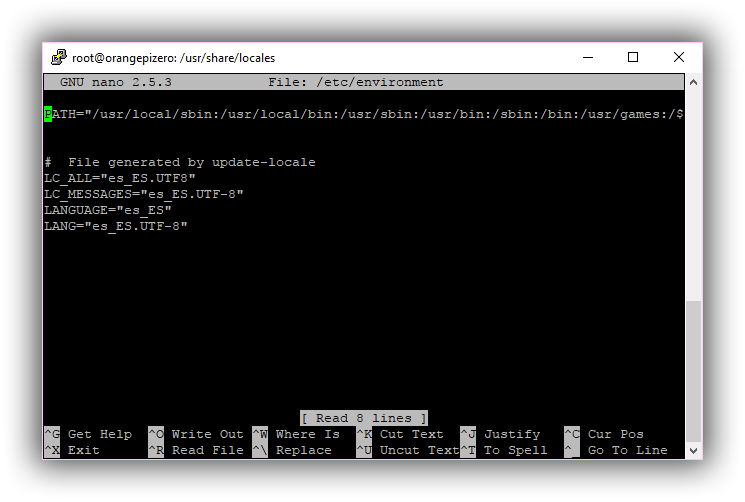 root@orangepizero: /usr/share/locales
GNU nano 2.5.3 File: /etc/environment
PATH="/usr/local/sbin:/usr/local/bin:/usr/sbin:/usr/bin:/sbin:/bin:/usr/games:/$
# File generated by update-locale
LC_ALL="es_ES.UTF8"
LC_MESSAGES="es_ES.UTF-8"
LANGUAGE="es_ES"
LANG="es_ES.UTF-8"
[ Read 8 lines ]
^G Get Help ^O Write Out ^W Where Is ^K Cut Text ^J Justify ^C Cur Pos
^X Exit ^R Read File ^\ Replace ^U Uncut Text^T To Spell ^_ Go To Line